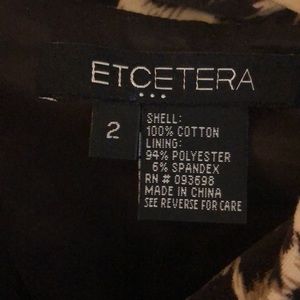 ETCETERA
...
2
SHELL:
100% COTTON
LINING:
94% POLYESTER
6% SPANDEX
RN # 093698
MADE IN CHINA
SEE REVERSE FOR CARE